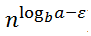 n^{\log_b a - ε}